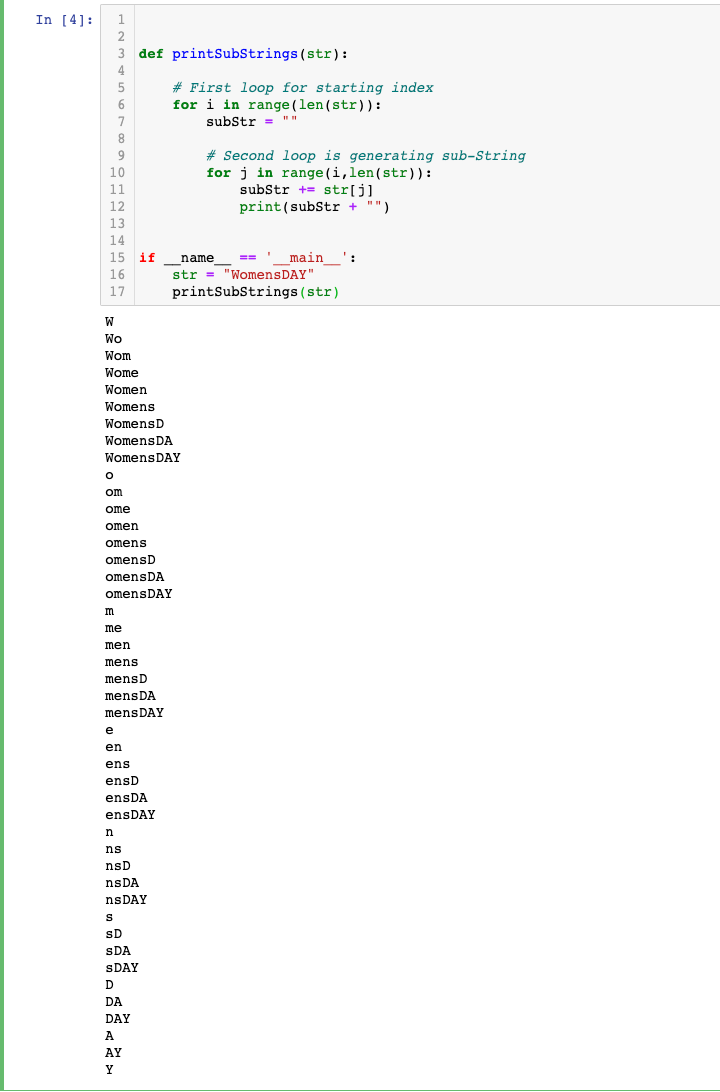 In [4]:
1
2
3 def printSubStrings(str):
4
5     # First loop for starting index
6     for i in range(len(str)):
7         subStr = ""
8
9         # Second loop is generating sub-String
10         for j in range(i,len(str)):
11             subStr += str[j]
12             print(subStr + "")
13
14
15 if __name__ == '__main__':
16     str = "WomensDAY"
17     printSubStrings(str)
W
Wo
Wom
Wome
Women
Womens
WomensD
WomensDA
WomensDAY
o
om
ome
omen
omens
omensD
omensDA
omensDAY
m
me
men
mens
mensD
mensDA
mensDAY
e
en
ens
ensD
ensDA
ensDAY
n
ns
nsD
nsDA
nsDAY
s
sD
sDA
sDAY
D
DA
DAY
A
AY
Y